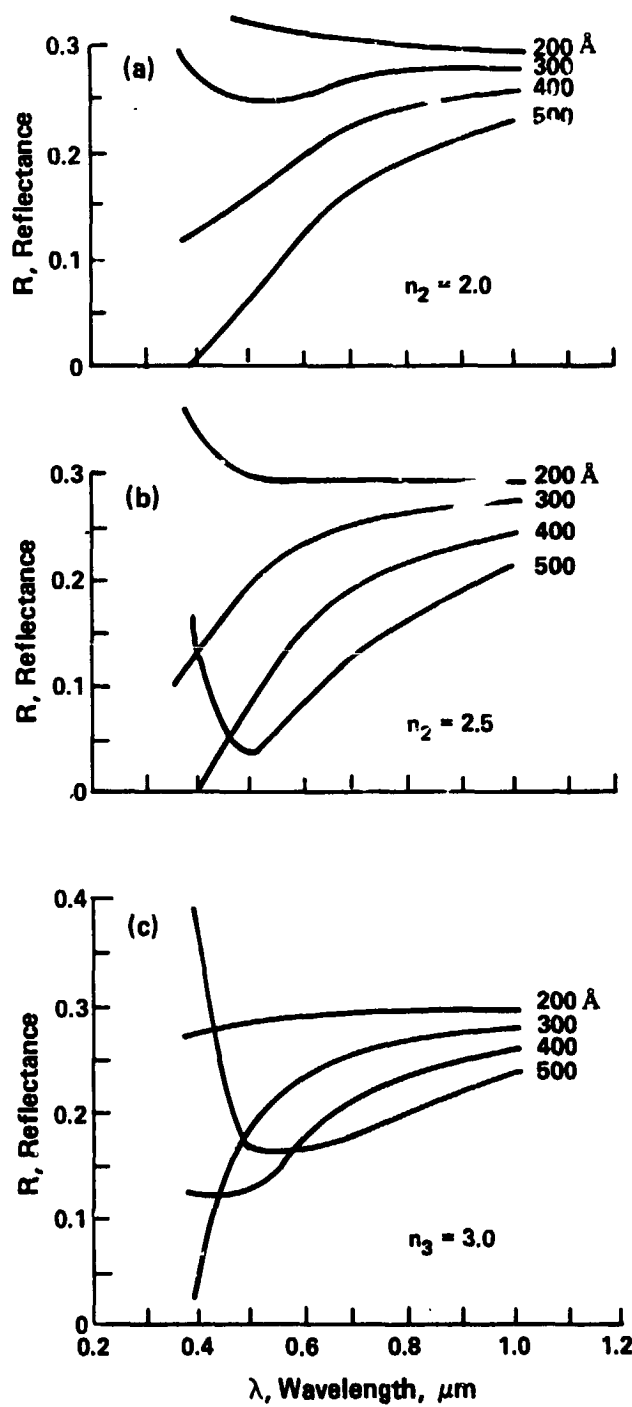 (a)
R, Reflectance
0.3
0.2
0.1
0
200 Å
300
400
500
n₂ = 2.0
(b)
R, Reflectance
0.3
0.2
0.1
.0
200 Å
300
400
500
n₂ = 2.5
(c)
R, Reflectance
0.4
0.3
0.2
0.1
0
200 Å
300
400
500
n₃ = 3.0
0.2 0.4 0.6 0.8 1.0 1.2
λ, Wavelength, μm